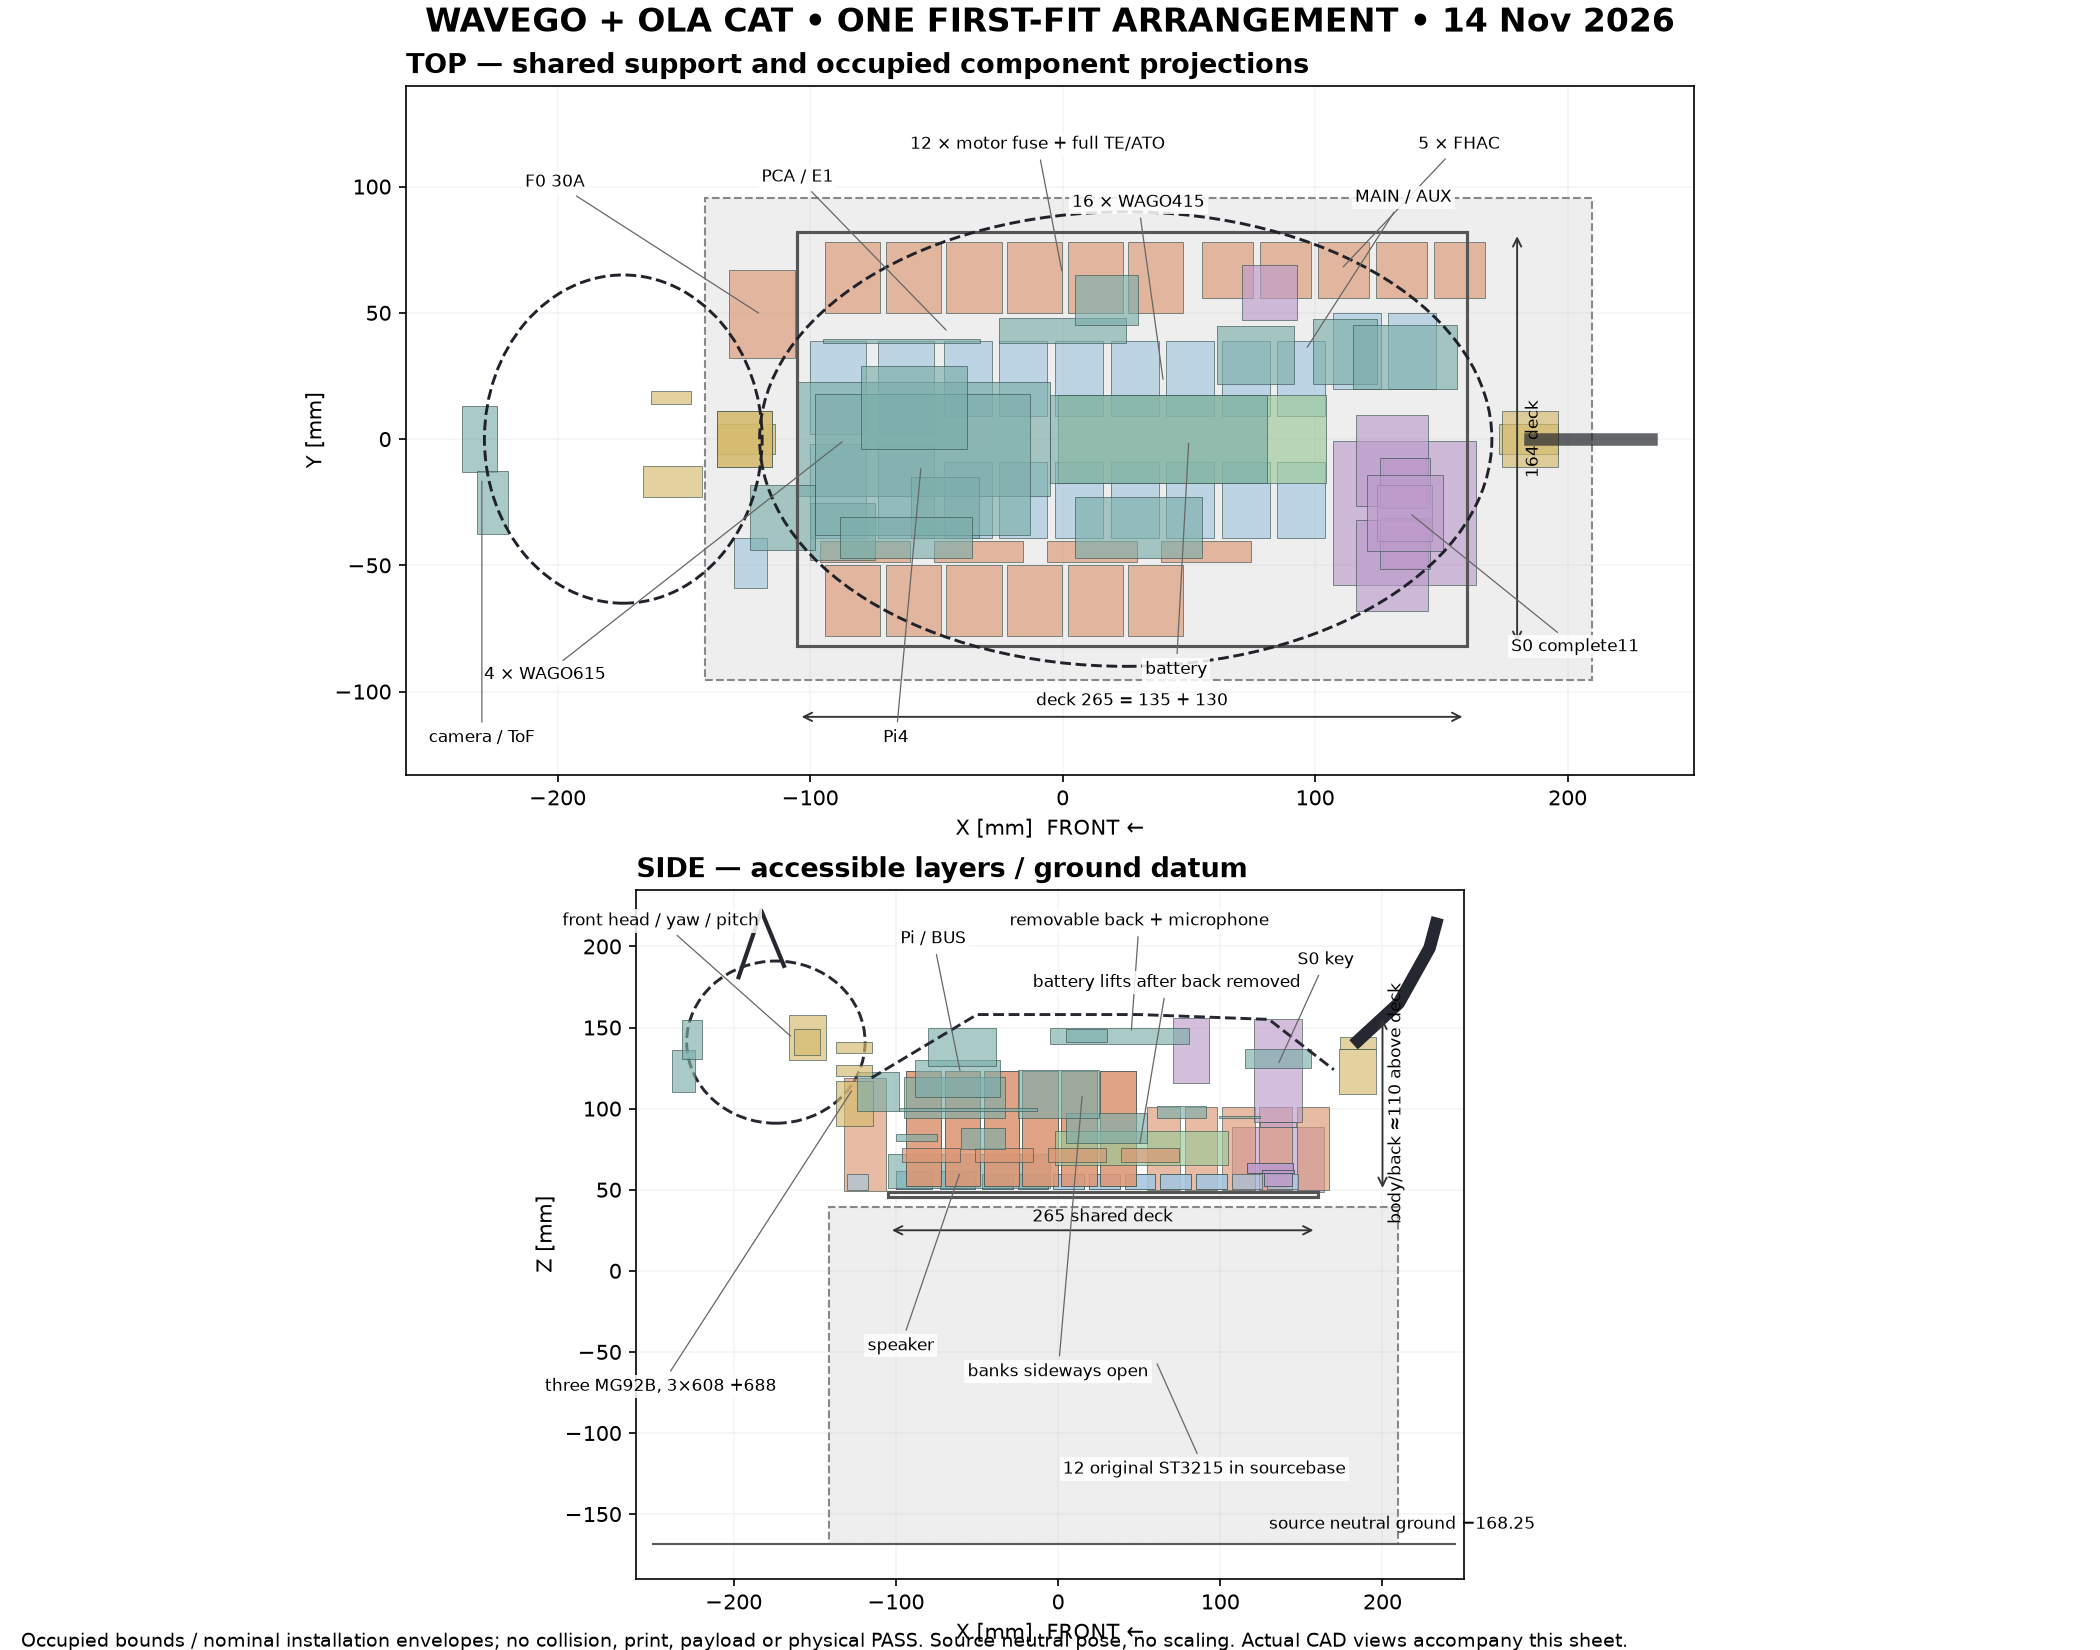 WAVEGO + OLA CAT • ONE FIRST-FIT ARRANGEMENT • 14 Nov 2026
TOP — shared support and occupied component projections
12 × motor fuse + full TE/ATO
5 × FHAC
F0 30A
PCA / E1
16 × WAGO415
MAIN / AUX
100
50
0
−50
−100
Y [mm]
164 deck
S0 complete11
4 × WAGO615
battery
deck 265 = 135 + 130
camera / ToF
Pi4
−200
−100
0
100
200
X [mm]  FRONT ←
SIDE — accessible layers / ground datum
front head / yaw / pitch
removable back + microphone
Pi / BUS
S0 key
battery lifts after back removed
200
150
100
50
0
−50
−100
−150
Z [mm]
body/back ≈110 above deck
265 shared deck
speaker
banks sideways open
three MG92B, 3×608 +688
12 original ST3215 in sourcebase
source neutral ground −168.25
−200
−100
0
100
200
X [mm]  FRONT ←
Occupied bounds / nominal installation envelopes; no collision, print, payload or physical PASS. Source neutral pose, no scaling. Actual CAD views accompany this sheet.